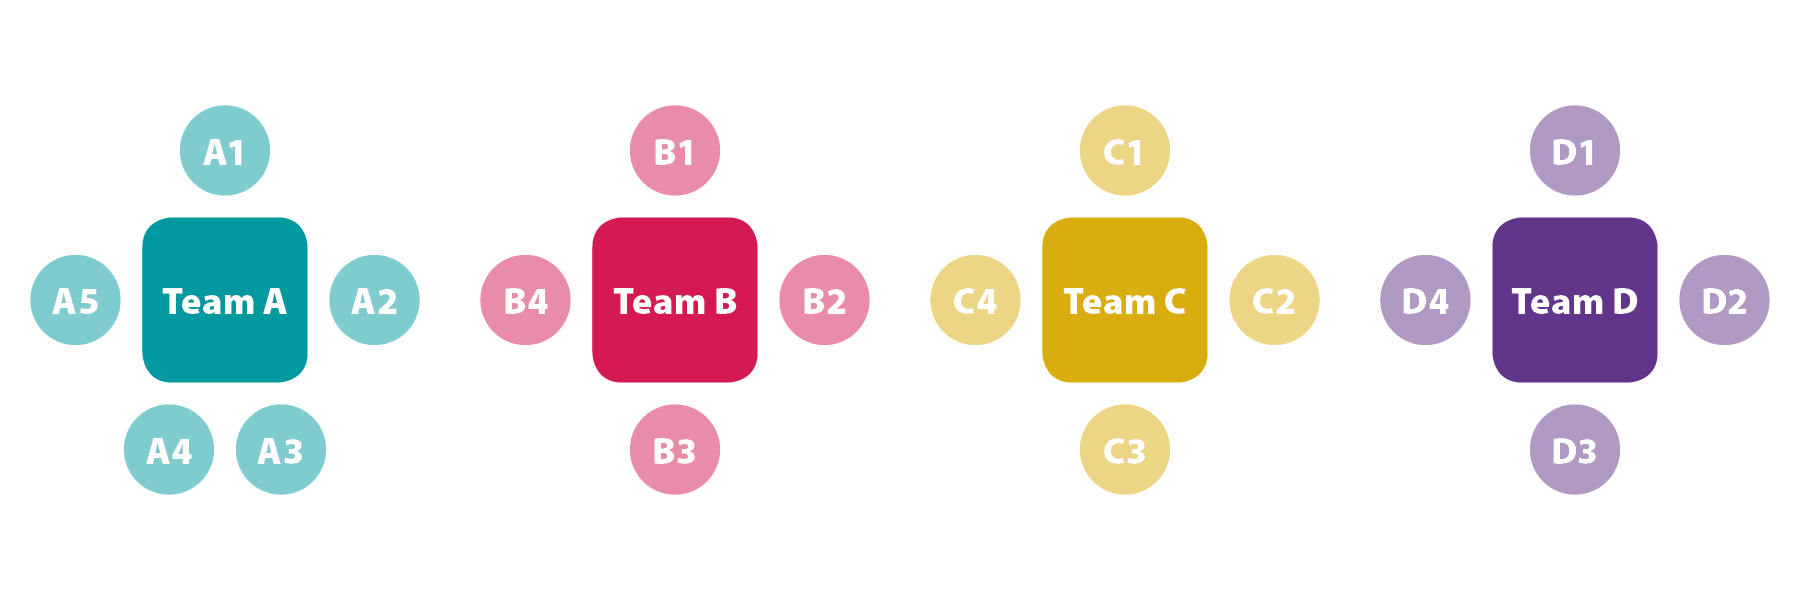 A1
A5
Team A
A2
A4
A3
B1
B4
Team B
B2
B3
C1
C4
Team C
C2
C3
D1
D4
Team D
D2
D3